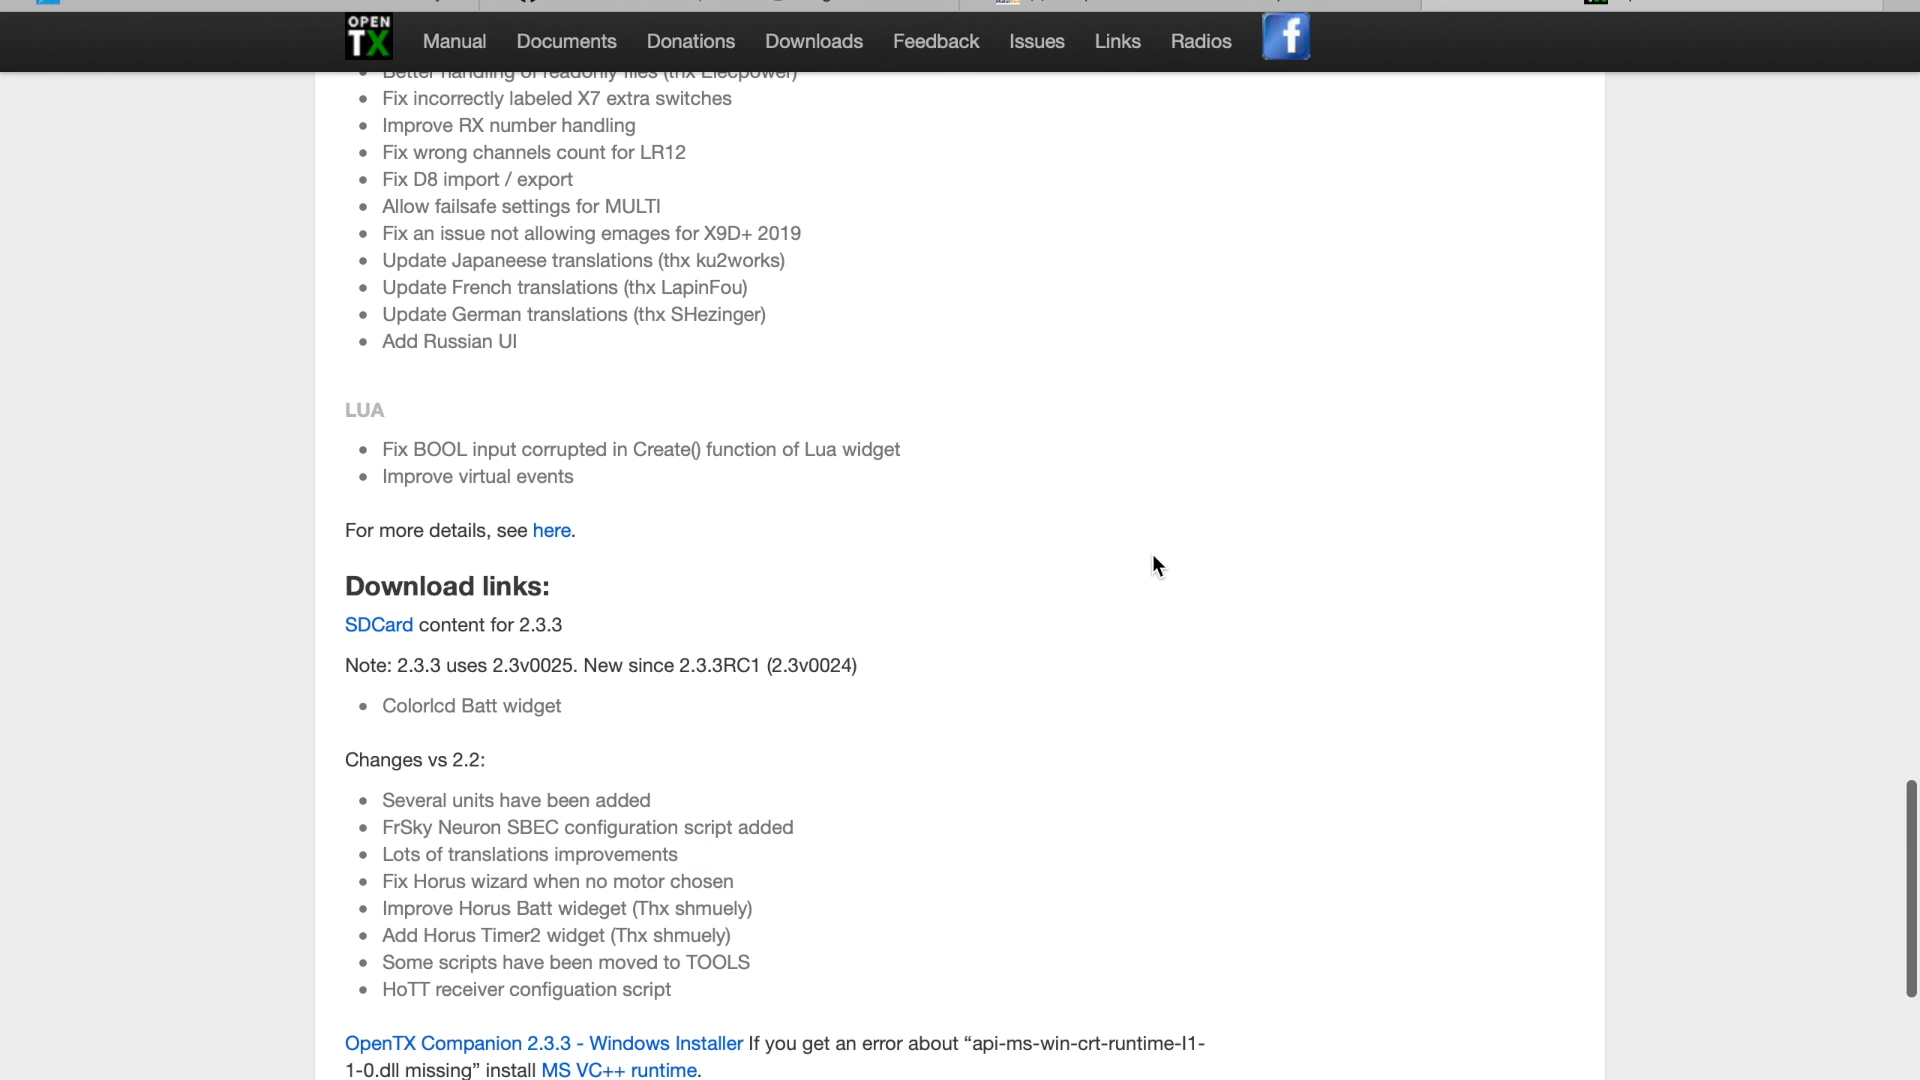 OPEN
TX
Manual Documents Donations Downloads Feedback Issues Links Radios f
Better handling of readonly files (thx Elecpower)
Fix incorrectly labeled X7 extra switches
Improve RX number handling
Fix wrong channels count for LR12
Fix D8 import / export
Allow failsafe settings for MULTI
Fix an issue not allowing emages for X9D+ 2019
Update Japaneese translations (thx ku2works)
Update French translations (thx LapinFou)
Update German translations (thx SHezinger)
Add Russian UI
LUA
Fix BOOL input corrupted in Create() function of Lua widget
Improve virtual events
For more details, see here.
Download links:
SDCard content for 2.3.3
Note: 2.3.3 uses 2.3v0025. New since 2.3.3RC1 (2.3v0024)
Colorlcd Batt widget
Changes vs 2.2:
Several units have been added
FrSky Neuron SBEC configuration script added
Lots of translations improvements
Fix Horus wizard when no motor chosen
Improve Horus Batt wideget (Thx shmuely)
Add Horus Timer2 widget (Thx shmuely)
Some scripts have been moved to TOOLS
HoTT receiver configuation script
OpenTX Companion 2.3.3 - Windows Installer If you get an error about “api-ms-win-crt-runtime-l1-
1-0.dll missing” install MS VC++ runtime.